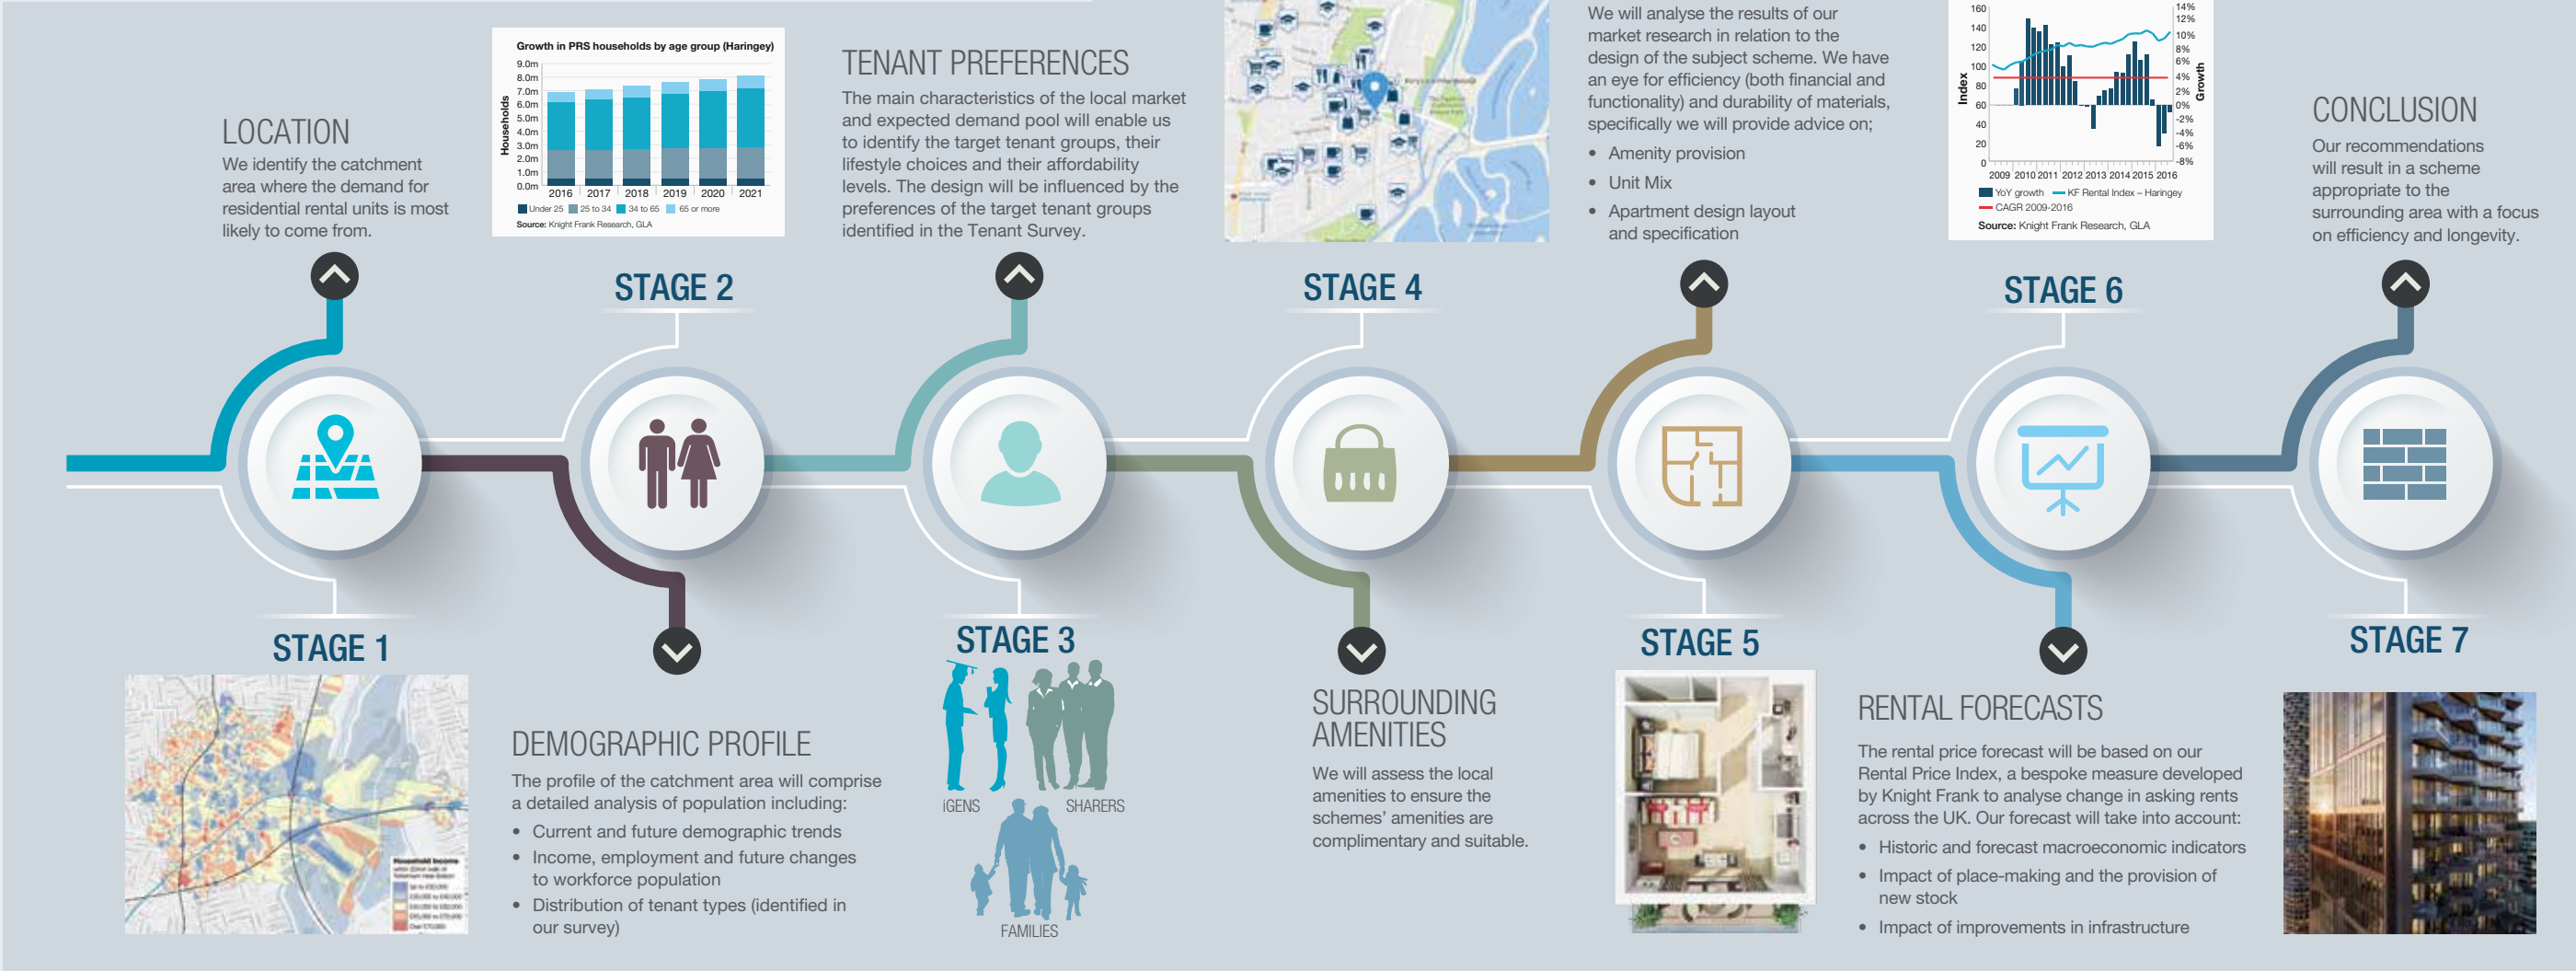 LOCATION
We identify the catchment
area where the demand for
residential rental units is most
likely to come from.
STAGE 1
Household Income
Growth in PRS households by age group (Haringey)
Households
9.0m
8.0m
7.0m
6.0m
5.0m
4.0m
3.0m
2.0m
1.0m
0.0m
2016 2017 2018 2019 2020 2021
Under 25 25 to 34 34 to 65 65 or more
Source: Knight Frank Research, GLA
STAGE 2
DEMOGRAPHIC PROFILE
The profile of the catchment area will comprise
a detailed analysis of population including:
• Current and future demographic trends
• Income, employment and future changes
to workforce population
• Distribution of tenant types (identified in
our survey)
TENANT PREFERENCES
The main characteristics of the local market
and expected demand pool will enable us
to identify the target tenant groups, their
lifestyle choices and their affordability
levels. The design will be influenced by the
preferences of the target tenant groups
identified in the Tenant Survey.
STAGE 3
iGENS SHARERS
FAMILIES
STAGE 4
SURROUNDING
AMENITIES
We will assess the local
amenities to ensure the
schemes’ amenities are
complimentary and suitable.
We will analyse the results of our
market research in relation to the
design of the subject scheme. We have
an eye for efficiency (both financial and
functionality) and durability of materials,
specifically we will provide advice on;
• Amenity provision
• Unit Mix
• Apartment design layout
and specification
STAGE 5
Index
160
140
120
100
80
60
40
20
0
Growth
14%
12%
10%
8%
6%
4%
2%
0%
-2%
-4%
-6%
-8%
2009 2010 2011 2012 2013 2014 2015 2016
YoY growth KF Rental Index – Haringey
CAGR 2009-2016
Source: Knight Frank Research, GLA
STAGE 6
RENTAL FORECASTS
The rental price forecast will be based on our
Rental Price Index, a bespoke measure developed
by Knight Frank to analyse change in asking rents
across the UK. Our forecast will take into account:
• Historic and forecast macroeconomic indicators
• Impact of place-making and the provision of
new stock
• Impact of improvements in infrastructure
CONCLUSION
Our recommendations
will result in a scheme
appropriate to the
surrounding area with a focus
on efficiency and longevity.
STAGE 7